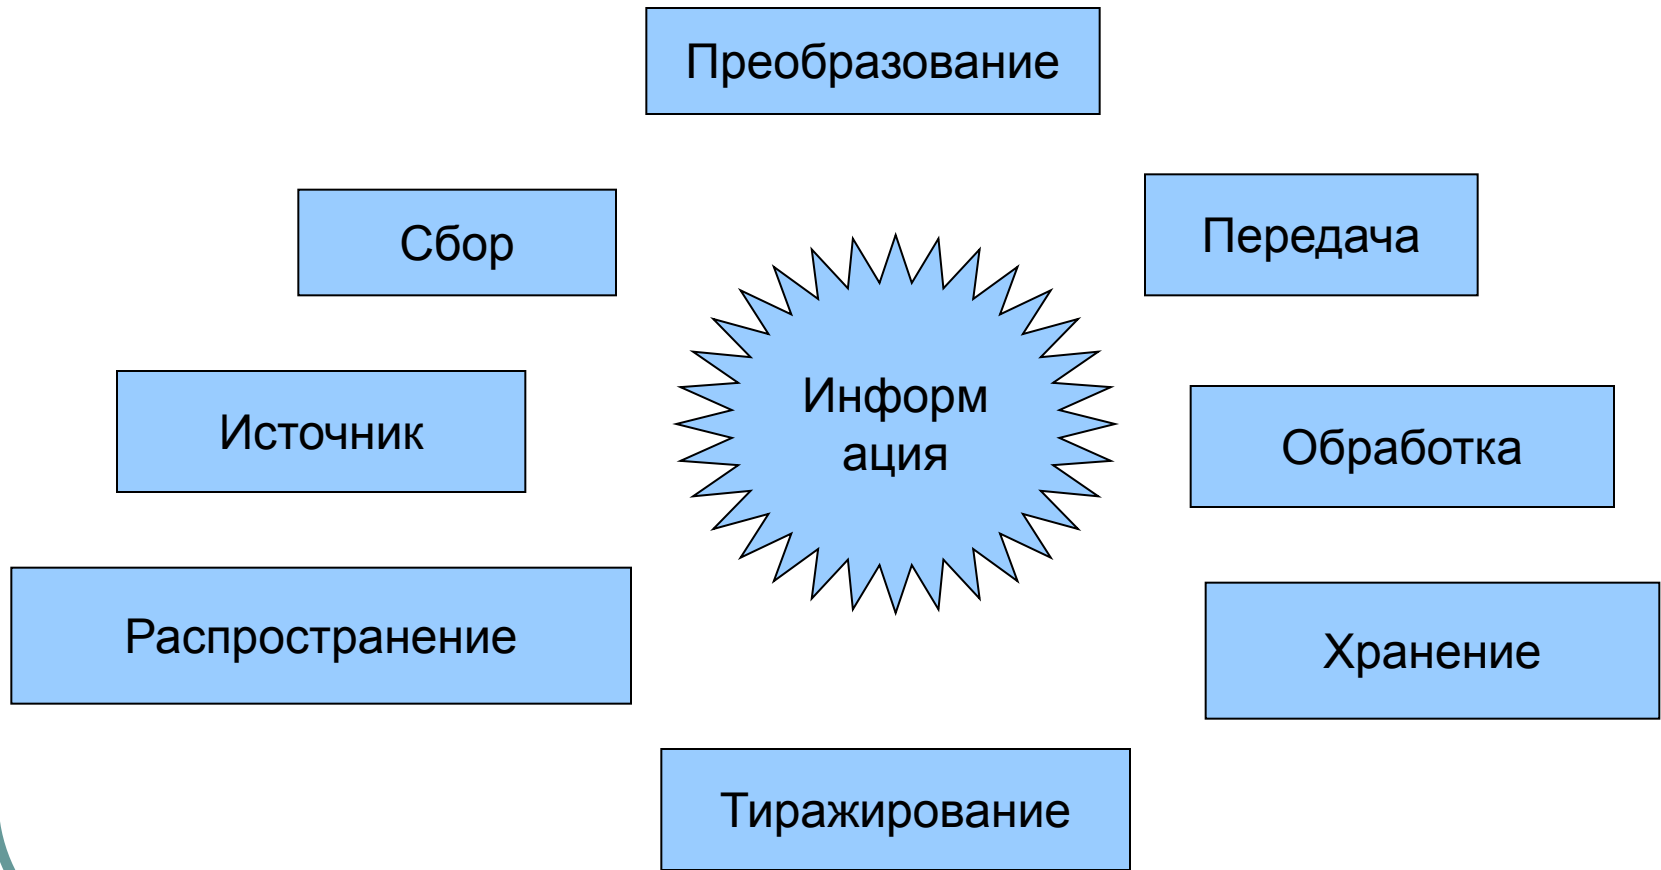 Преобразование
Сбор
Передача
Информ
ация
Источник
Обработка
Распространение
Хранение
Тиражирование